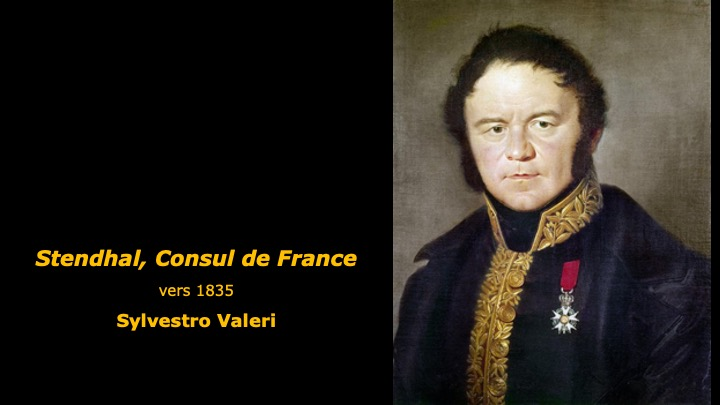 Stendhal, Consul de France
vers 1835
Sylvestro Valeri